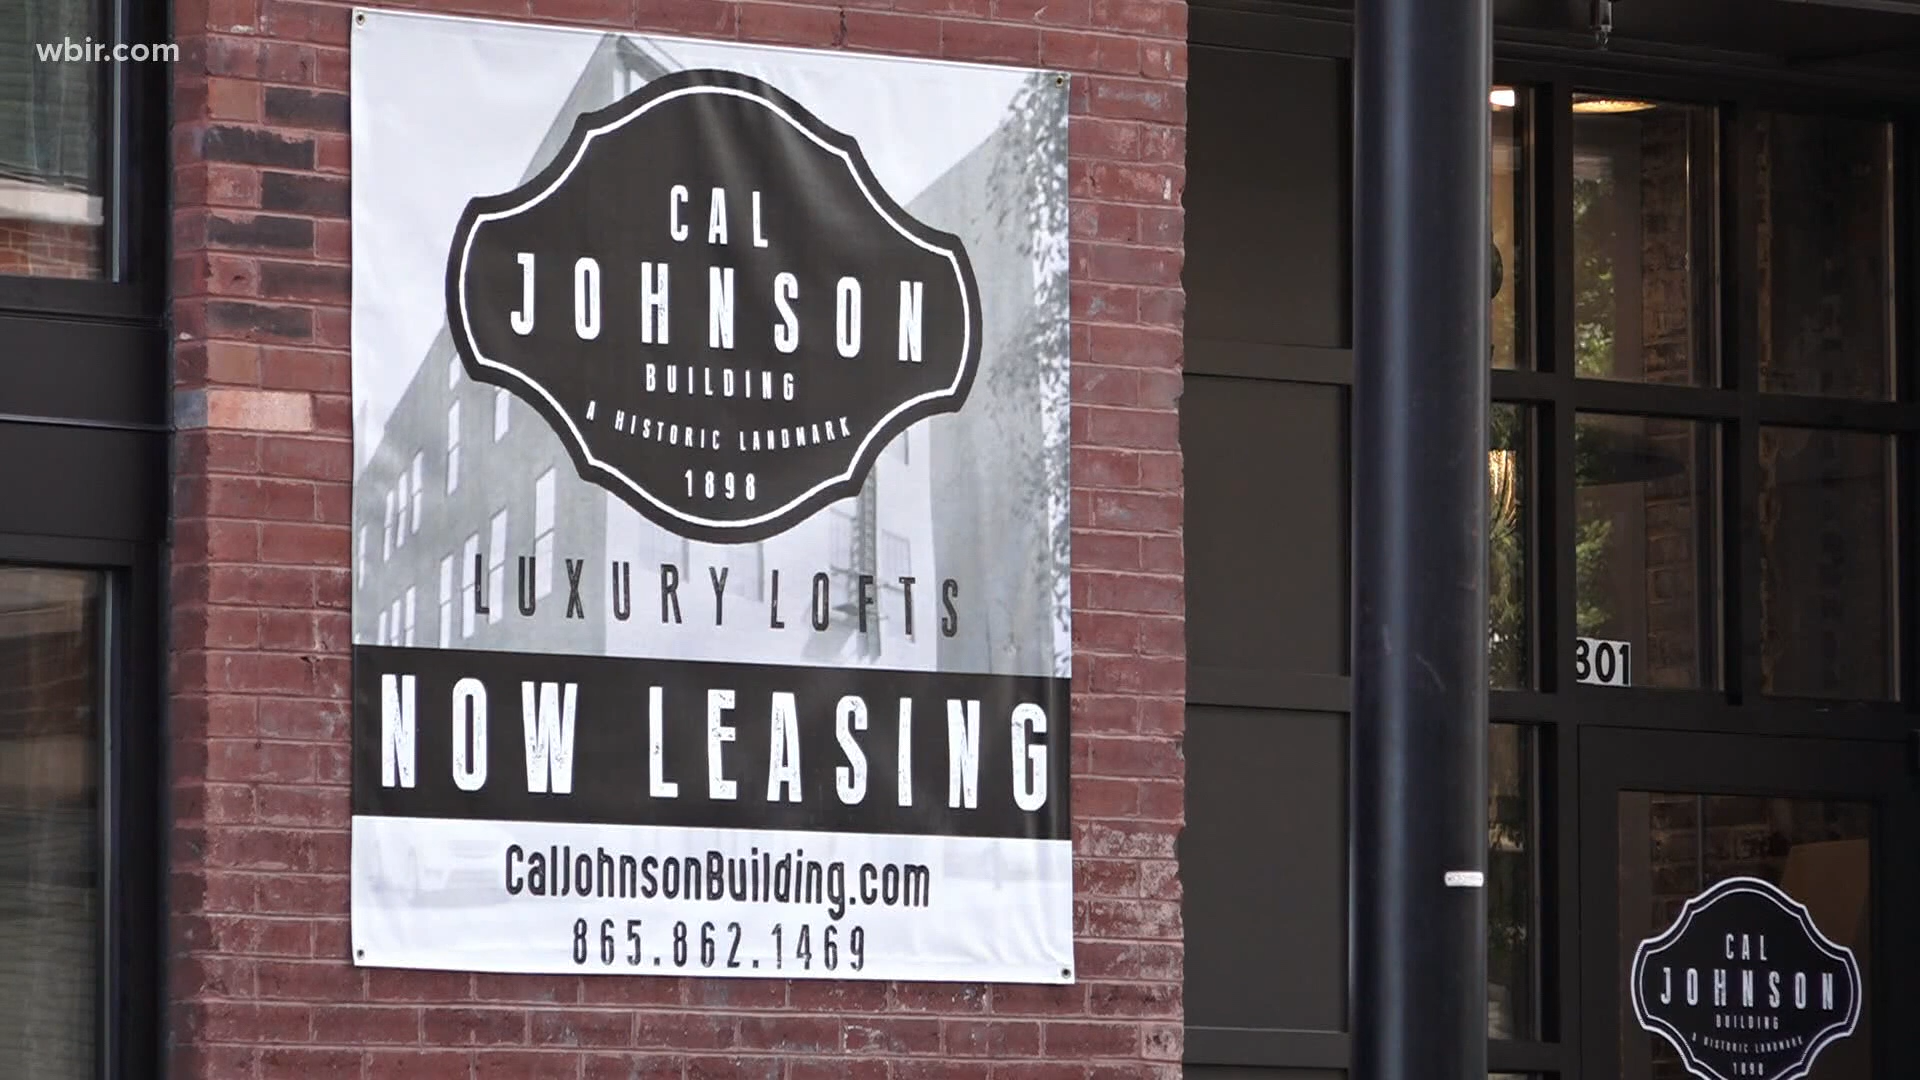 wbir.com
CAL
JOHNSON
BUILDING
A HISTORIC LANDMARK
1898
LUXURY LOFTS
NOW LEASING
CalJohnsonBuilding.com
865.862.1469
301
CAL
JOHNSON
BUILDING
A HISTORIC LANDMARK
1898